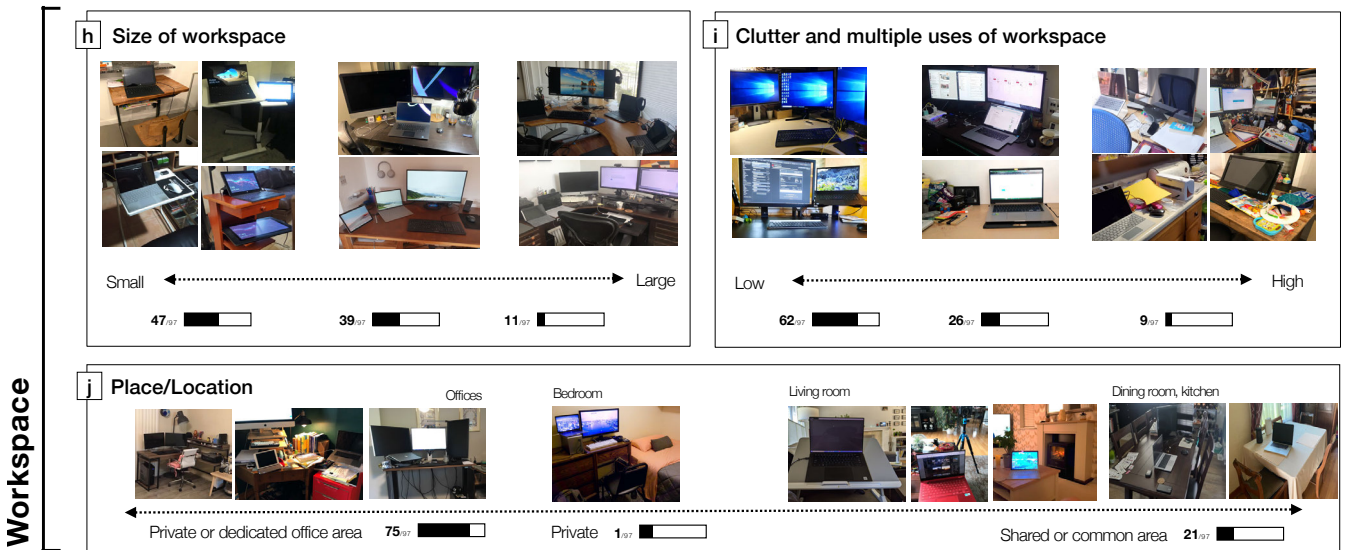 Workspace
h Size of workspace
Small Large
47/97 39/97 11/97
i Clutter and multiple uses of workspace
Low High
62/97 26/97 9/97
j Place/Location
Offices Bedroom Living room Dining room, kitchen
Private or dedicated office area 75/97 Private 1/97 Shared or common area 21/97